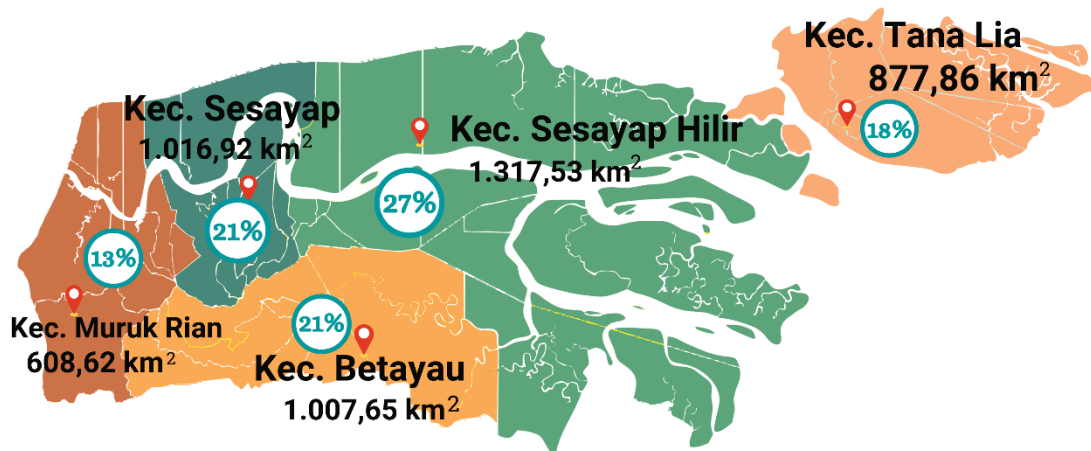 Kec. Tana Lia
877,86 km²
18%
Kec. Sesayap
1.016,92 km²
21%
Kec. Sesayap Hilir
1.317,53 km²
27%
13%
Kec. Muruk Rian
608,62 km²
21%
Kec. Betayau
1.007,65 km²